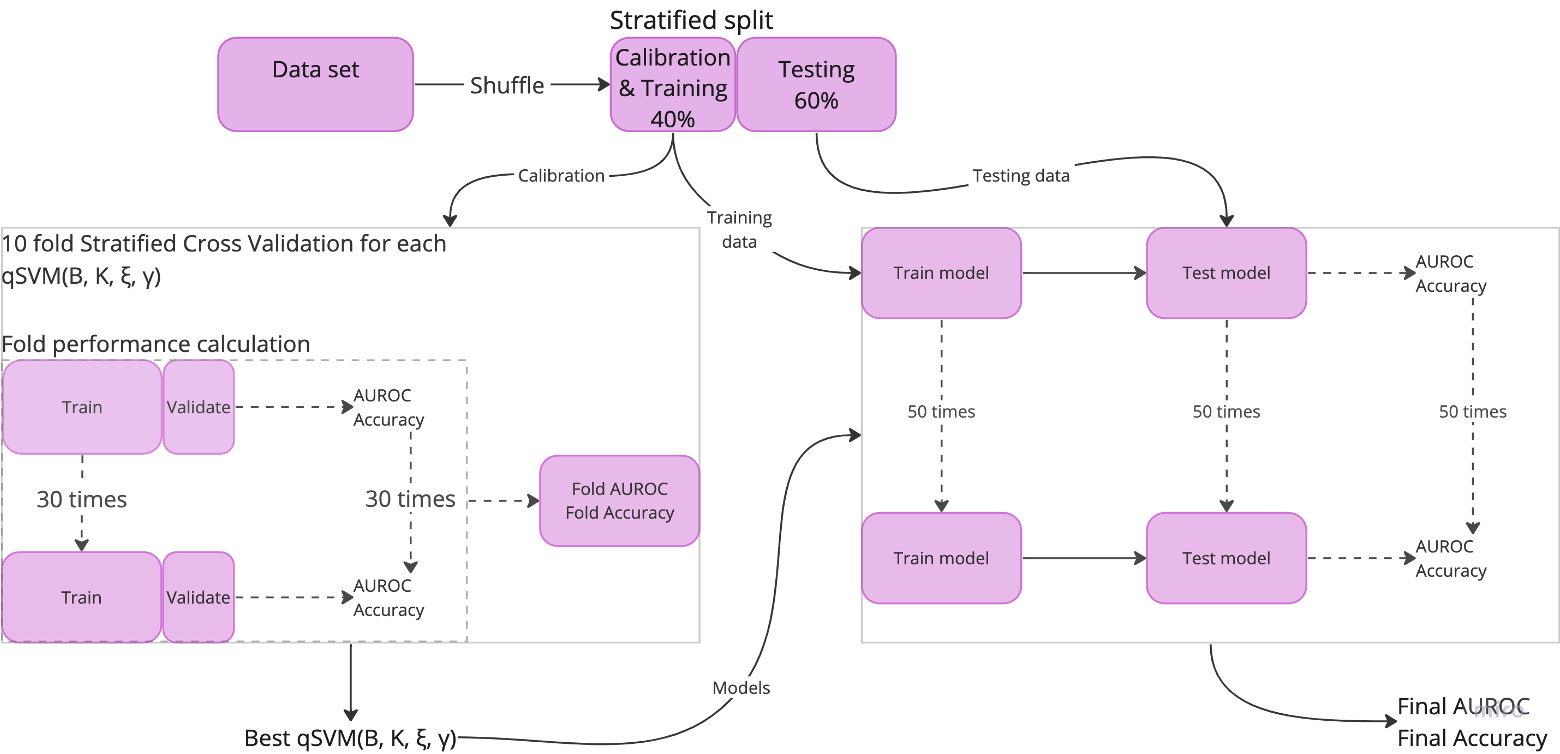 Stratified split
Data set
Shuffle
Calibration
& Training
40%
Testing
60%
Calibration
Training
data
Testing data
10 fold Stratified Cross Validation for each
qSVM(B, K, ξ, γ)
Fold performance calculation
Train
Validate
AUROC
Accuracy
30 times
30 times
Fold AUROC
Fold Accuracy
Train
Validate
AUROC
Accuracy
Best qSVM(B, K, ξ, γ)
Models
Train model
Test model
AUROC
Accuracy
50 times
50 times
50 times
Train model
Test model
AUROC
Accuracy
Final AUROC
Final Accuracy
miro